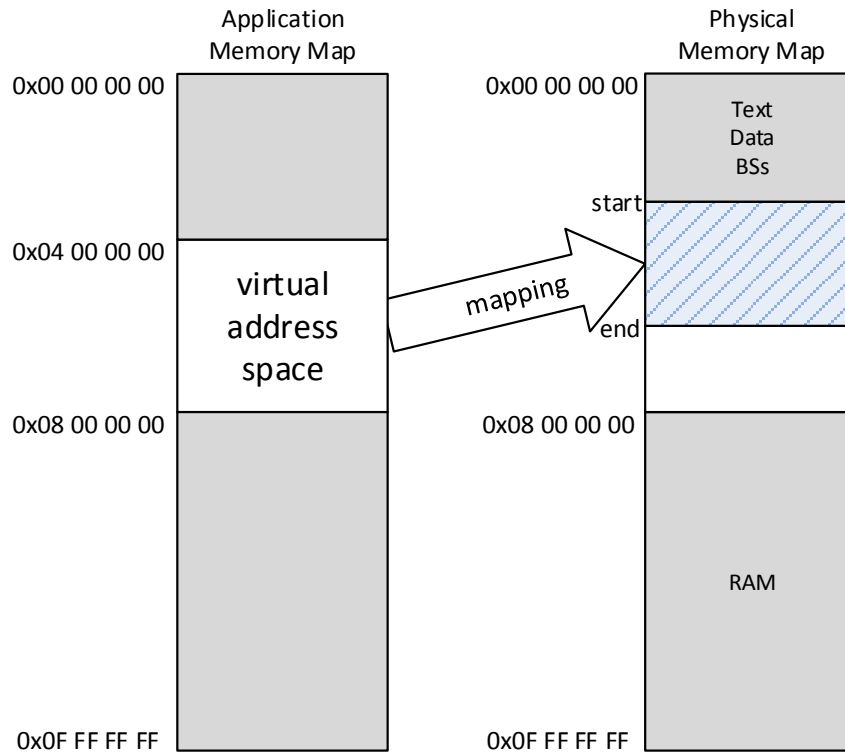 Application
Memory Map
0x00 00 00 00
0x04 00 00 00
virtual
address
space
0x08 00 00 00
0x0F FF FF FF
mapping
Physical
Memory Map
0x00 00 00 00
Text
Data
BSs
start
end
0x08 00 00 00
RAM
0x0F FF FF FF